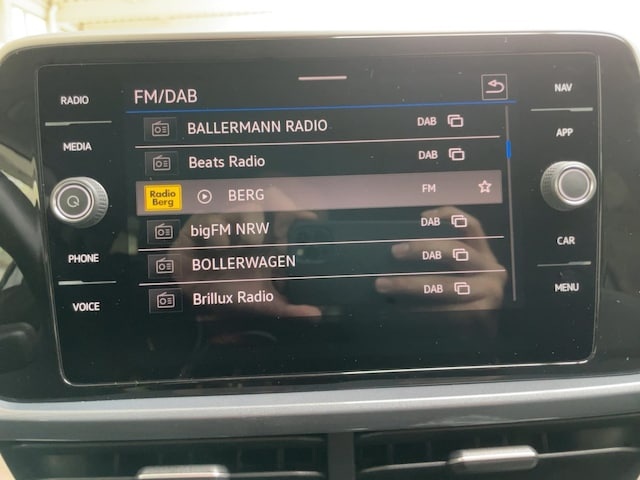 RADIO
MEDIA
PHONE
VOICE
FM/DAB
BALLERMANN RADIO DAB
Beats Radio DAB
Radio
Berg
BERG FM
bigFM NRW DAB
BOLLERWAGEN DAB
Brillux Radio DAB
NAV
APP
CAR
MENU